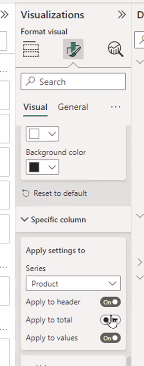 Visualizations
D
Format visual
Search
Visual General ...
Background color
Reset to default
Specific column
Apply settings to
Series
Product
Apply to header On
Apply to total
Apply to values On